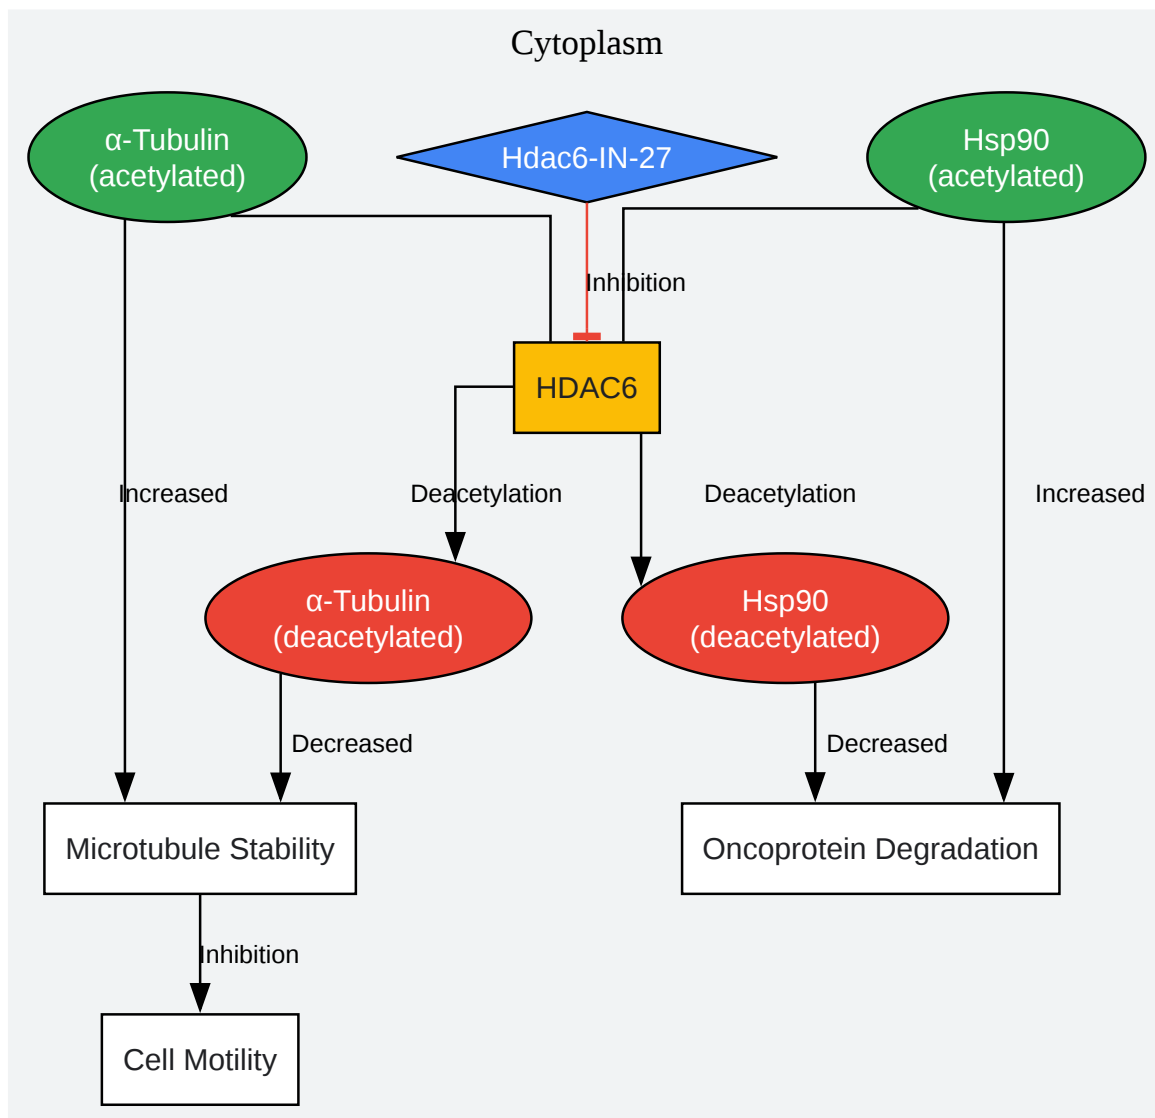 Cytoplasm
α-Tubulin
(acetylated)
Hdac6-IN-27
Hsp90
(acetylated)
Inhibition
HDAC6
Increased
Deacetylation
Deacetylation
Increased
α-Tubulin
(deacetylated)
Hsp90
(deacetylated)
Decreased
Decreased
Microtubule Stability
Oncoprotein Degradation
Inhibition
Cell Motility